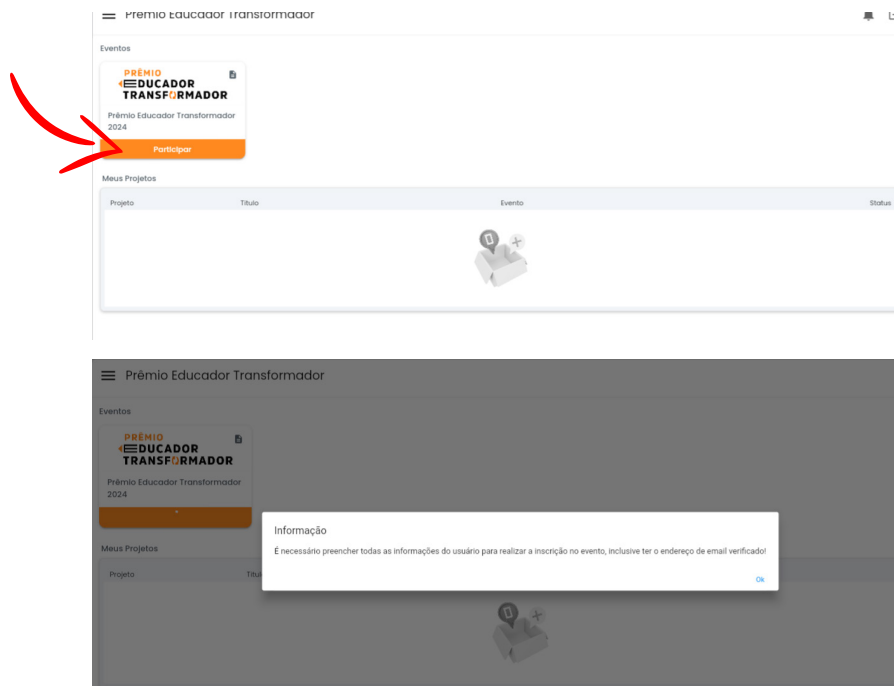 Prêmio Educador Transformador
Eventos
PRÊMIO
EDUCADOR
TRANSFORMADOR
Prêmio Educador Transformador
2024
Participar
Meus Projetos
Projeto Titulo Evento Status
Prêmio Educador Transformador
Eventos
PRÊMIO
EDUCADOR
TRANSFORMADOR
Prêmio Educador Transformador
2024
Informação
É necessário preencher todas as informações do usuário para realizar a inscrição no evento, inclusive ter o endereço de email verificado!
Ok
Meus Projetos
Projeto